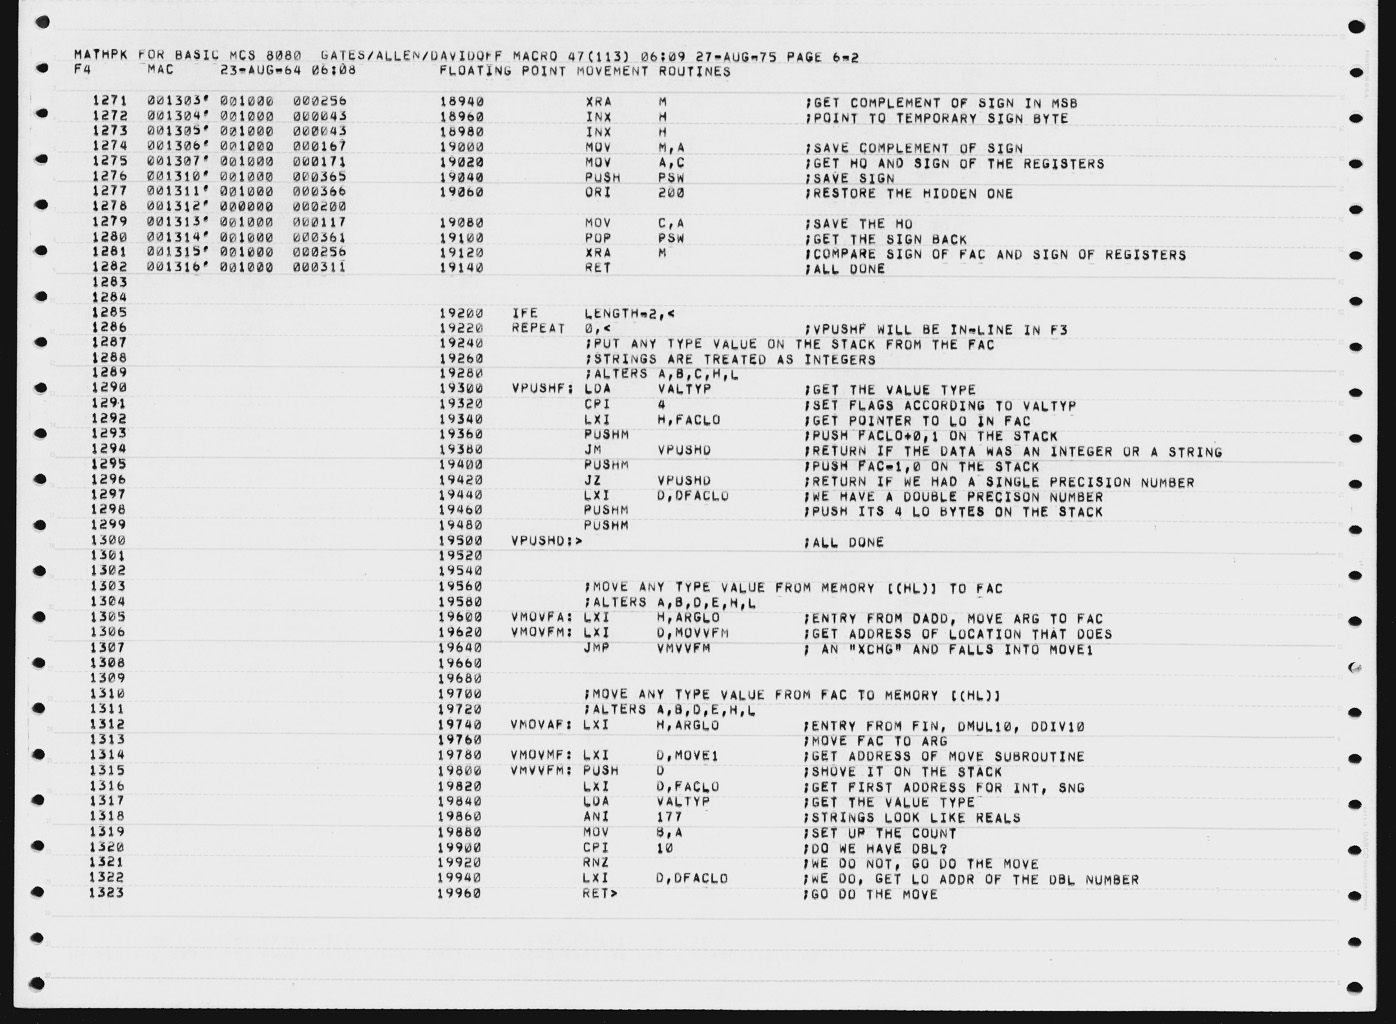 MATHPK FOR BASIC MCS 8080  GATES/ALLEN/DAVIDOFF MACRO 47(113) 06:09 27-AUG-75 PAGE 6-2
F4 MAC 23-AUG-64 06:08 FLOATING POINT MOVEMENT ROUTINES
1271 001303' 001000 000256 18940 XRA M ;GET COMPLEMENT OF SIGN IN MSB
1272 001304' 001000 000043 18960 INX H ;POINT TO TEMPORARY SIGN BYTE
1273 001305' 001000 000043 18980 INX H
1274 001306' 001000 000167 19000 MOV M,A ;SAVE COMPLEMENT OF SIGN
1275 001307' 001000 000171 19020 MOV A,C ;GET HO AND SIGN OF THE REGISTERS
1276 001310' 001000 000365 19040 PUSH PSW ;SAVE SIGN
1277 001311' 001000 000366 19060 ORI 200 ;RESTORE THE HIDDEN ONE
1278 001312' 000000 000200
1279 001313' 001000 000117 19080 MOV C,A ;SAVE THE HO
1280 001314' 001000 000361 19100 POP PSW ;GET THE SIGN BACK
1281 001315' 001000 000256 19120 XRA M ;COMPARE SIGN OF FAC AND SIGN OF REGISTERS
1282 001316' 001000 000311 19140 RET ;ALL DONE
1283
1284
1285 19200 IFE LENGTH-2,<
1286 19220 REPEAT 0,< ;VPUSHF WILL BE IN-LINE IN F3
1287 19240 ;PUT ANY TYPE VALUE ON THE STACK FROM THE FAC
1288 19260 ;STRINGS ARE TREATED AS INTEGERS
1289 19280 ;ALTERS A,B,C,H,L
1290 19300 VPUSHF: LDA VALTYP ;GET THE VALUE TYPE
1291 19320 CPI 4 ;SET FLAGS ACCORDING TO VALTYP
1292 19340 LXI H,FACLO ;GET POINTER TO LO IN FAC
1293 19360 PUSHM ;PUSH FACLO+0,1 ON THE STACK
1294 19380 JM VPUSHD ;RETURN IF THE DATA WAS AN INTEGER OR A STRING
1295 19400 PUSHM ;PUSH FAC-1,0 ON THE STACK
1296 19420 JZ VPUSHD ;RETURN IF WE HAD A SINGLE PRECISION NUMBER
1297 19440 LXI D,DFACLO ;WE HAVE A DOUBLE PRECISON NUMBER
1298 19460 PUSHM ;PUSH ITS 4 LO BYTES ON THE STACK
1299 19480 PUSHM
1300 19500 VPUSHD:> ;ALL DONE
1301 19520
1302 19540
1303 19560 ;MOVE ANY TYPE VALUE FROM MEMORY [(HL)] TO FAC
1304 19580 ;ALTERS A,B,D,E,H,L
1305 19600 VMOVFA: LXI H,ARGLO ;ENTRY FROM DADD, MOVE ARG TO FAC
1306 19620 VMOVFM: LXI D,MOVVFM ;GET ADDRESS OF LOCATION THAT DOES
1307 19640 JMP VMVVFM ; AN "XCHG" AND FALLS INTO MOVE1
1308 19660
1309 19680
1310 19700 ;MOVE ANY TYPE VALUE FROM FAC TO MEMORY [(HL)]
1311 19720 ;ALTERS A,B,D,E,H,L
1312 19740 VMOVAF: LXI H,ARGLO ;ENTRY FROM FIN, DMUL10, DDIV10
1313 19760 ;MOVE FAC TO ARG
1314 19780 VMOVMF: LXI D,MOVE1 ;GET ADDRESS OF MOVE SUBROUTINE
1315 19800 VMVVFM: PUSH D ;SHOVE IT ON THE STACK
1316 19820 LXI D,FACLO ;GET FIRST ADDRESS FOR INT, SNG
1317 19840 LDA VALTYP ;GET THE VALUE TYPE
1318 19860 ANI 177 ;STRINGS LOOK LIKE REALS
1319 19880 MOV B,A ;SET UP THE COUNT
1320 19900 CPI 10 ;DO WE HAVE DBL?
1321 19920 RNZ ;WE DO NOT, GO DO THE MOVE
1322 19940 LXI D,DFACLO ;WE DO, GET LO ADDR OF THE DBL NUMBER
1323 19960 RET> ;GO DO THE MOVE